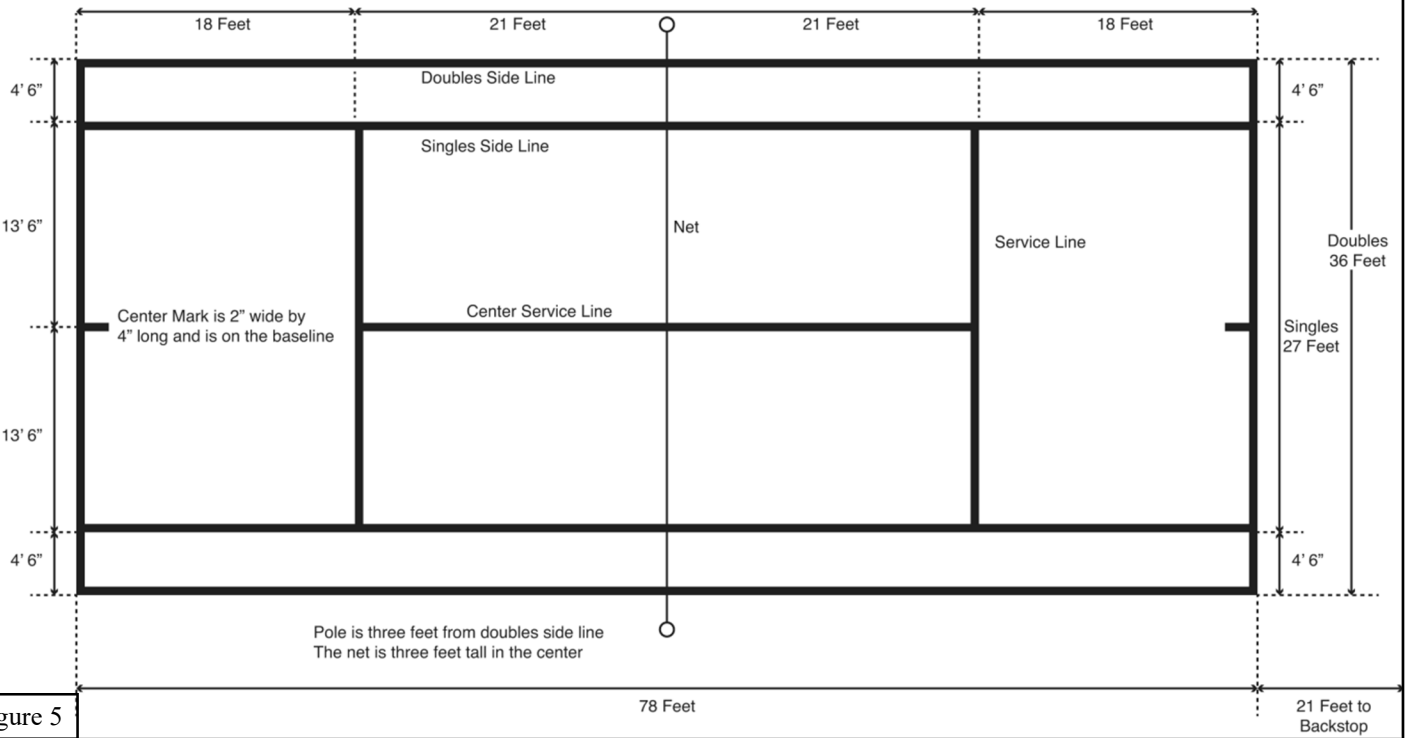 18 Feet
21 Feet
21 Feet
18 Feet
4’ 6”
Doubles Side Line
4’ 6”
Singles Side Line
13’ 6”
Net
Service Line
Doubles
36 Feet
Center Mark is 2” wide by
4” long and is on the baseline
Center Service Line
Singles
27 Feet
13’ 6”
4’ 6”
4’ 6”
Pole is three feet from doubles side line
The net is three feet tall in the center
78 Feet
21 Feet to
Backstop
gure 5